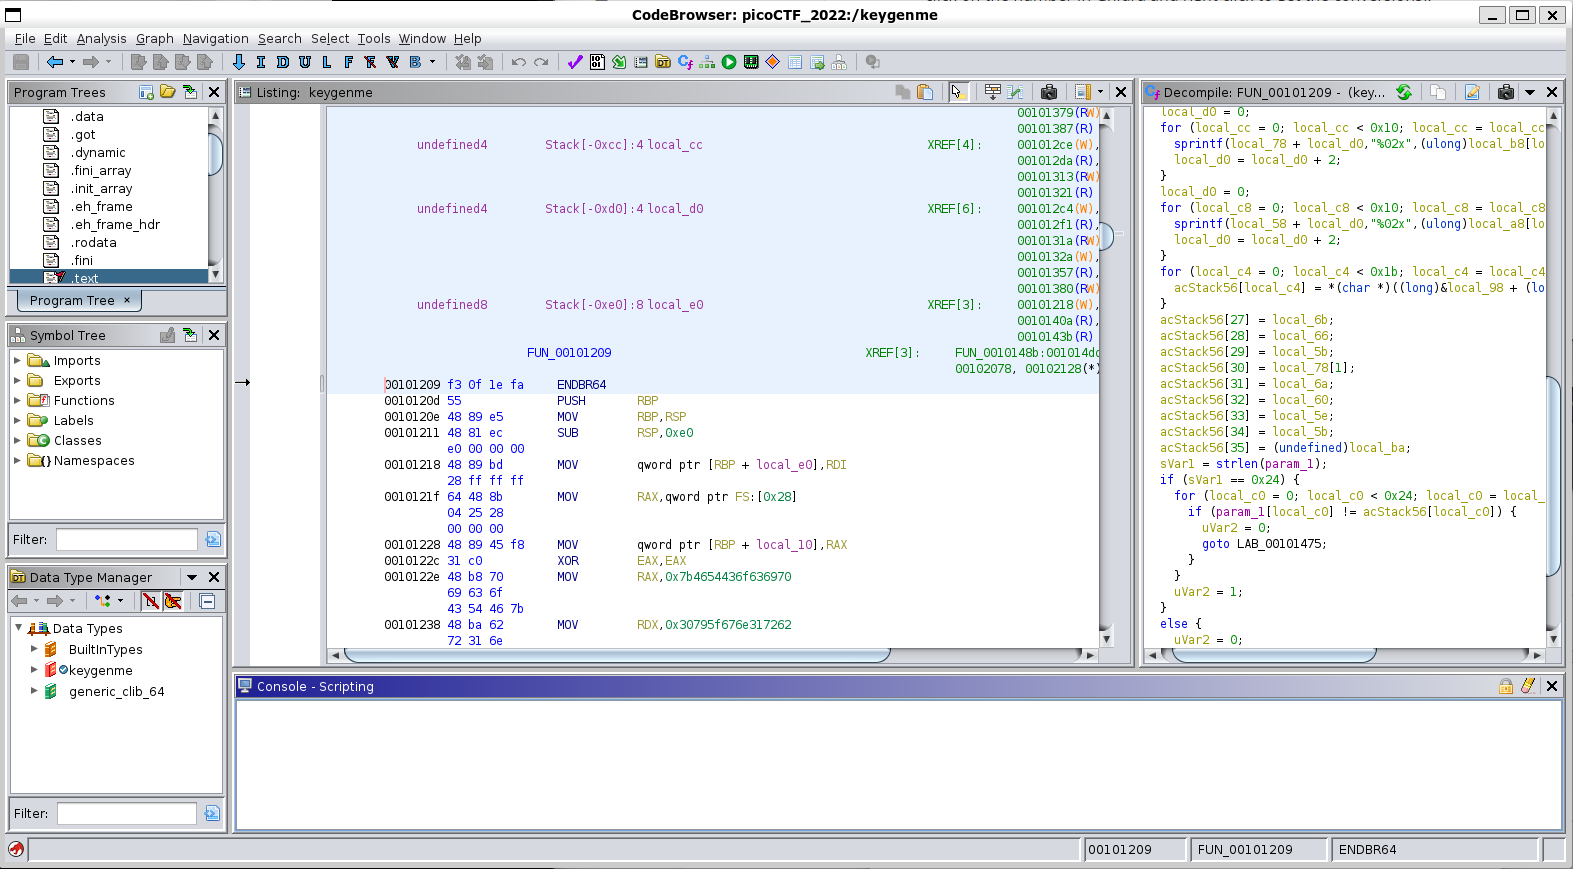 CodeBrowser: picoCTF_2022:/keygenme
File Edit Analysis Graph Navigation Search Select Tools Window Help
I D U L F B
Program Trees
.data
.got
.dynamic
.fini_array
.init_array
.eh_frame
.eh_frame_hdr
.rodata
.fini
.text
Program Tree ×
Symbol Tree
Imports
Exports
Functions
Labels
Classes
Namespaces
Filter:
Data Type Manager
Data Types
BuiltInTypes
keygenme
generic_clib_64
Filter:
Listing: keygenme
00101379(RW)
00101387(R)
undefined4 Stack[-0xcc]:4 local_cc XREF[4]: 001012ce(W),
001012da(R),
00101313(RW)
00101321(R)
undefined4 Stack[-0xd0]:4 local_d0 XREF[6]: 001012c4(W),
001012f1(R),
0010131a(RW)
0010132a(W),
00101357(R),
00101380(RW)
undefined8 Stack[-0xe0]:8 local_e0 XREF[3]: 00101218(W),
0010140a(R),
0010143b(R)
FUN_00101209 XREF[3]: FUN_0010148b:001014dc
00102078, 00102128(*)
00101209 f3 0f 1e fa ENDBR64
0010120d 55 PUSH RBP
0010120e 48 89 e5 MOV RBP,RSP
00101211 48 81 ec SUB RSP,0xe0
e0 00 00 00
00101218 48 89 bd MOV qword ptr [RBP + local_e0],RDI
28 ff ff ff
0010121f 64 48 8b MOV RAX,qword ptr FS:[0x28]
04 25 28
00 00 00
00101228 48 89 45 f8 MOV qword ptr [RBP + local_10],RAX
0010122c 31 c0 XOR EAX,EAX
0010122e 48 b8 70 MOV RAX,0x7b4654436f636970
69 63 6f
43 54 46 7b
00101238 48 ba 62 MOV RDX,0x30795f676e317262
72 31 6e
Decompile: FUN_00101209 - (key...
local_d0 = 0;
for (local_cc = 0; local_cc < 0x10; local_cc = local_cc
sprintf(local_78 + local_d0,"%02x",(ulong)local_b8[lo
local_d0 = local_d0 + 2;
}
local_d0 = 0;
for (local_c8 = 0; local_c8 < 0x10; local_c8 = local_c8
sprintf(local_58 + local_d0,"%02x",(ulong)local_a8[lo
local_d0 = local_d0 + 2;
}
for (local_c4 = 0; local_c4 < 0x1b; local_c4 = local_c4
acStack56[local_c4] = *(char *)((long)&local_98 + (lo
}
acStack56[27] = local_6b;
acStack56[28] = local_66;
acStack56[29] = local_5b;
acStack56[30] = local_78[1];
acStack56[31] = local_6a;
acStack56[32] = local_60;
acStack56[33] = local_5e;
acStack56[34] = local_5b;
acStack56[35] = (undefined)local_ba;
sVar1 = strlen(param_1);
if (sVar1 == 0x24) {
for (local_c0 = 0; local_c0 < 0x24; local_c0 = local_
if (param_1[local_c0] != acStack56[local_c0]) {
uVar2 = 0;
goto LAB_00101475;
}
}
uVar2 = 1;
}
else {
uVar2 = 0;
Console - Scripting
00101209 FUN_00101209 ENDBR64